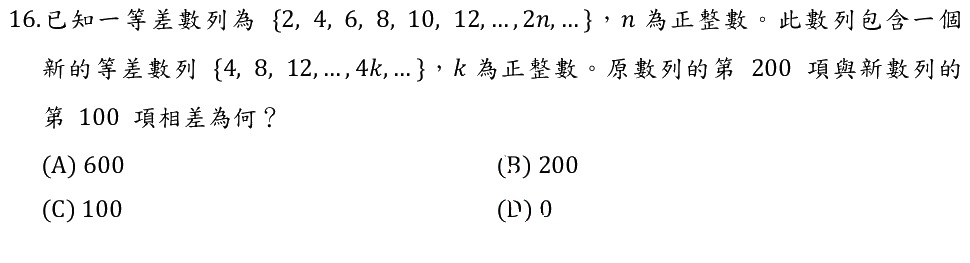 16.已知一等差數列為 {2, 4, 6, 8, 10, 12, …, 2n, …}，n 為正整數。此數列包含一個
新的等差數列 {4, 8, 12, …, 4k, …}，k 為正整數。原數列的第 200 項與新數列的
第 100 項相差為何？
(A) 600 (B) 200
(C) 100 (D) 0